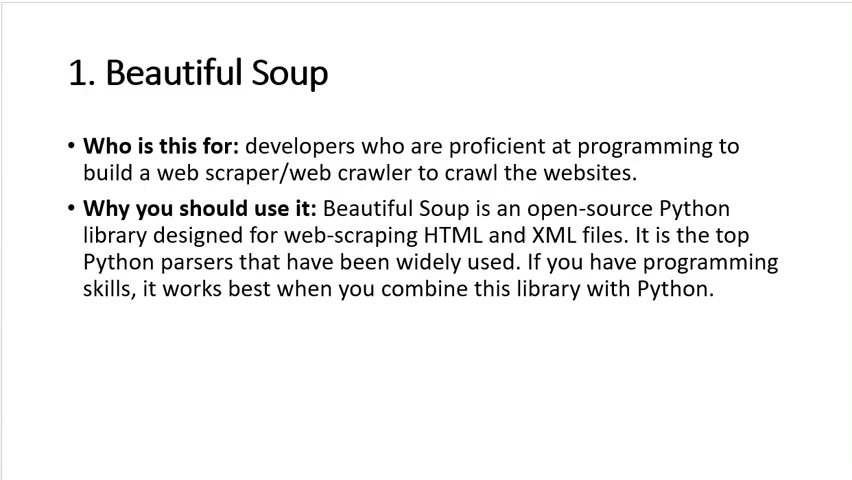 1. Beautiful Soup
• Who is this for: developers who are proficient at programming to
build a web scraper/web crawler to crawl the websites.
• Why you should use it: Beautiful Soup is an open-source Python
library designed for web-scraping HTML and XML files. It is the top
Python parsers that have been widely used. If you have programming
skills, it works best when you combine this library with Python.